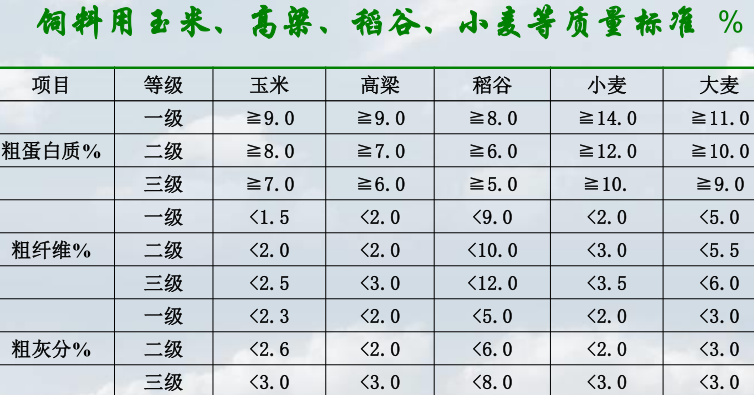 饲料用玉米、高梁、稻谷、小麦等质量标准 %
项目 等级 玉米 高梁 稻谷 小麦 大麦
一级 ≧9.0 ≧9.0 ≧8.0 ≧14.0 ≧11.0
粗蛋白质% 二级 ≧8.0 ≧7.0 ≧6.0 ≧12.0 ≧10.0
三级 ≧7.0 ≧6.0 ≧5.0 ≧10. ≧9.0
一级 <1.5 <2.0 <9.0 <2.0 <5.0
粗纤维% 二级 <2.0 <2.0 <10.0 <3.0 <5.5
三级 <2.5 <3.0 <12.0 <3.5 <6.0
一级 <2.3 <2.0 <5.0 <2.0 <3.0
粗灰分% 二级 <2.6 <2.0 <6.0 <2.0 <3.0
三级 <3.0 <3.0 <8.0 <3.0 <3.0